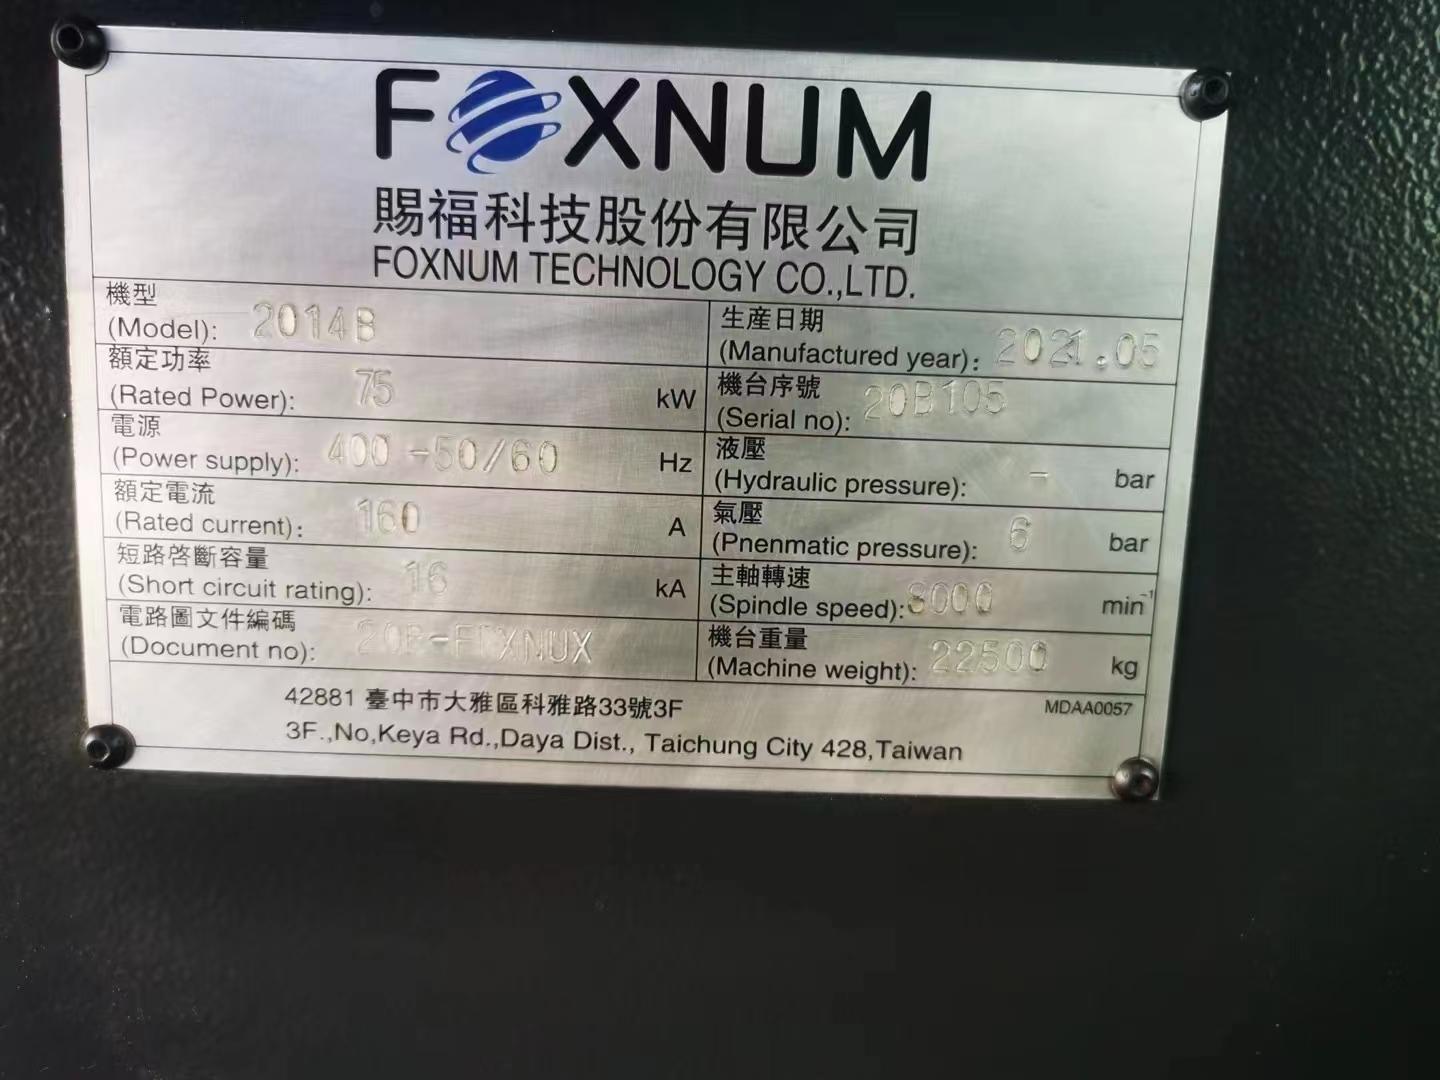 FOXNUM
賜福科技股份有限公司
FOXNUM TECHNOLOGY CO.,LTD.
機型
(Model): 2014B
生產日期
(Manufactured year): 2021.05
額定功率
(Rated Power): 75 kW
機台序號
(Serial no): 20B105
電源
(Power supply): 400 -50/60 Hz
液壓
(Hydraulic pressure): - bar
額定電流
(Rated current): 160 A
氣壓
(Pnenmatic pressure): 6 bar
短路啓斷容量
(Short circuit rating): 16 kA
主軸轉速
(Spindle speed): 8000 min⁻¹
電路圖文件編碼
(Document no): 20B-FOXNUX
機台重量
(Machine weight): 22500 kg
42881 臺中市大雅區科雅路33號3F
MDAA0057
3F.,No,Keya Rd.,Daya Dist., Taichung City 428,Taiwan